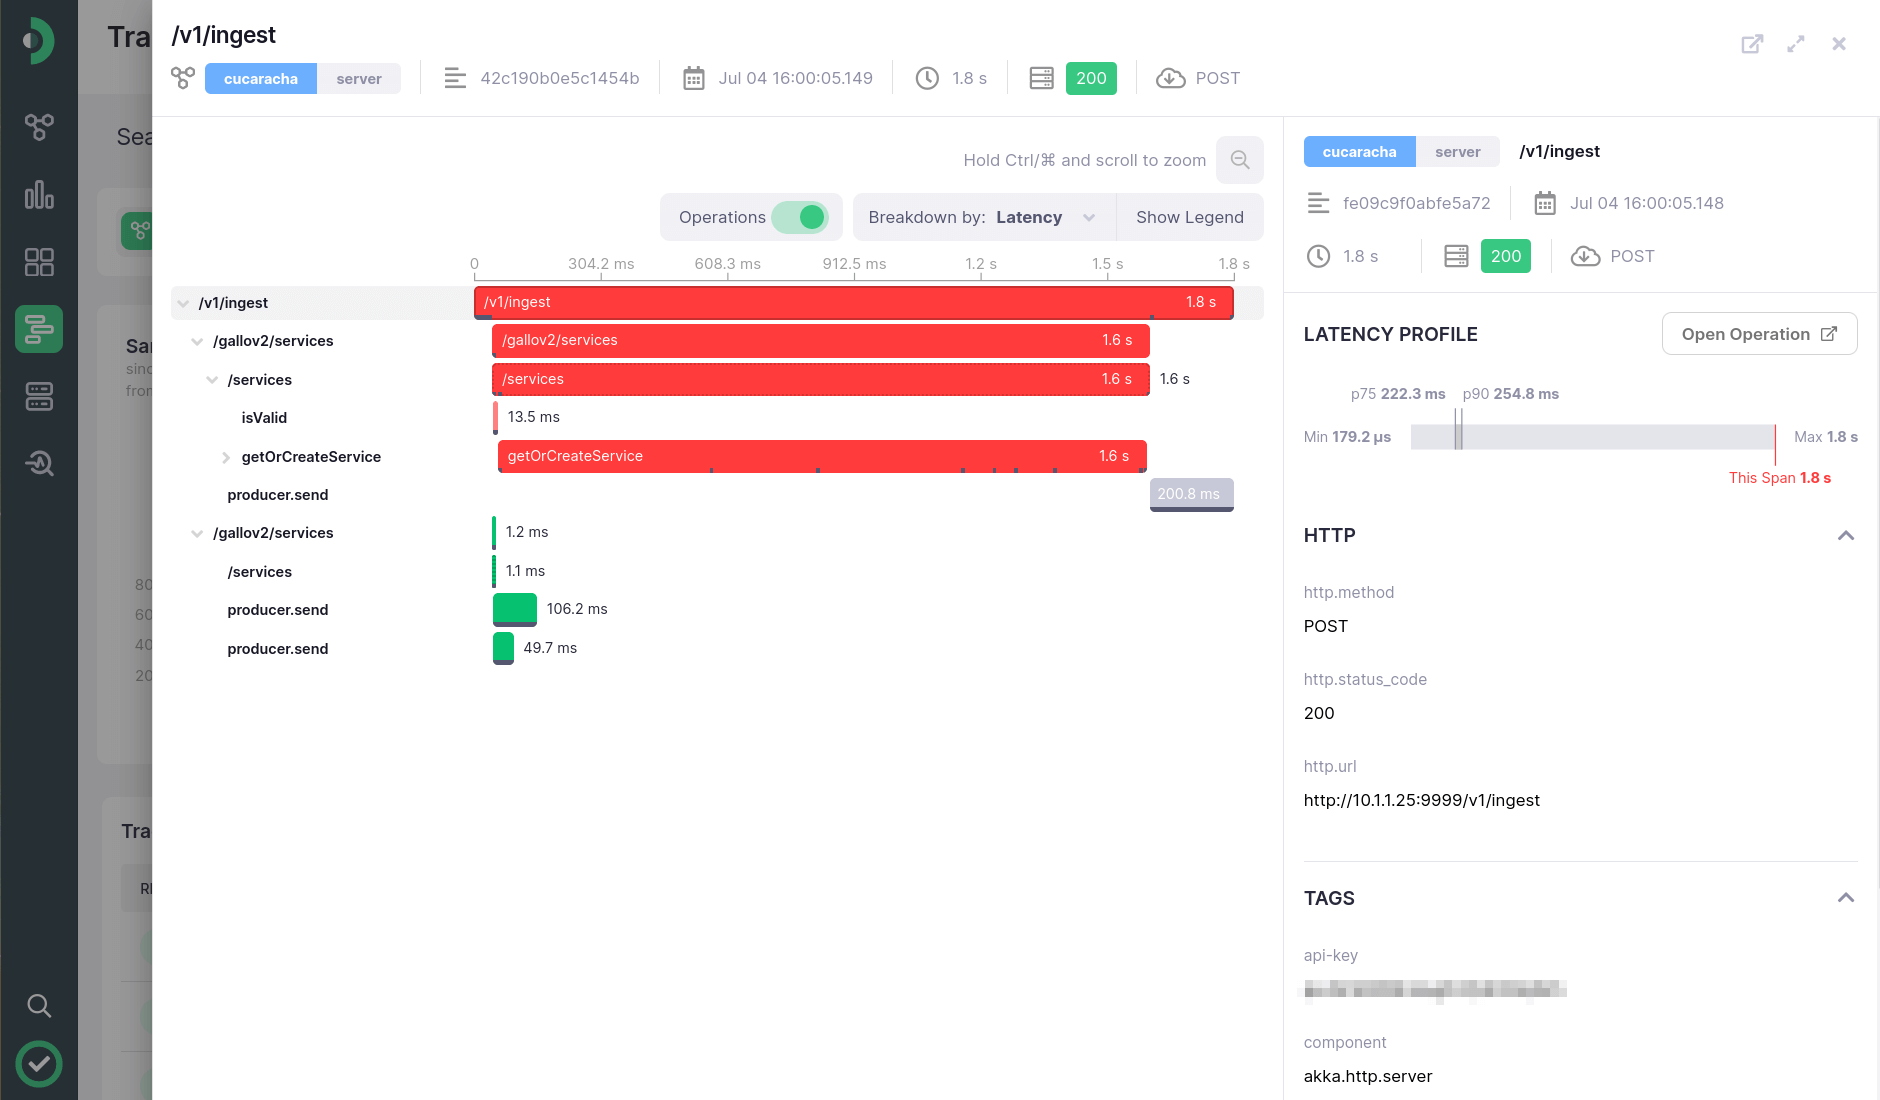 /v1/ingest
cucaracha server 42c190b0e5c1454b Jul 04 16:00:05.149 1.8 s 200 POST
Hold Ctrl/⌘ and scroll to zoom
Operations Breakdown by: Latency Show Legend
0 304.2 ms 608.3 ms 912.5 ms 1.2 s 1.5 s 1.8 s
/v1/ingest /v1/ingest 1.8 s
/gallov2/services /gallov2/services 1.6 s
/services /services 1.6 s 1.6 s
isValid 13.5 ms
getOrCreateService getOrCreateService 1.6 s
producer.send 200.8 ms
/gallov2/services 1.2 ms
/services 1.1 ms
producer.send 106.2 ms
producer.send 49.7 ms
cucaracha server /v1/ingest
fe09c9f0abfe5a72 Jul 04 16:00:05.148
1.8 s 200 POST
LATENCY PROFILE Open Operation
p75 222.3 ms p90 254.8 ms
Min 179.2 µs Max 1.8 s
This Span 1.8 s
HTTP
http.method
POST
http.status_code
200
http.url
http://10.1.1.25:9999/v1/ingest
TAGS
api-key
component
akka.http.server
since
from
80
60
40
20